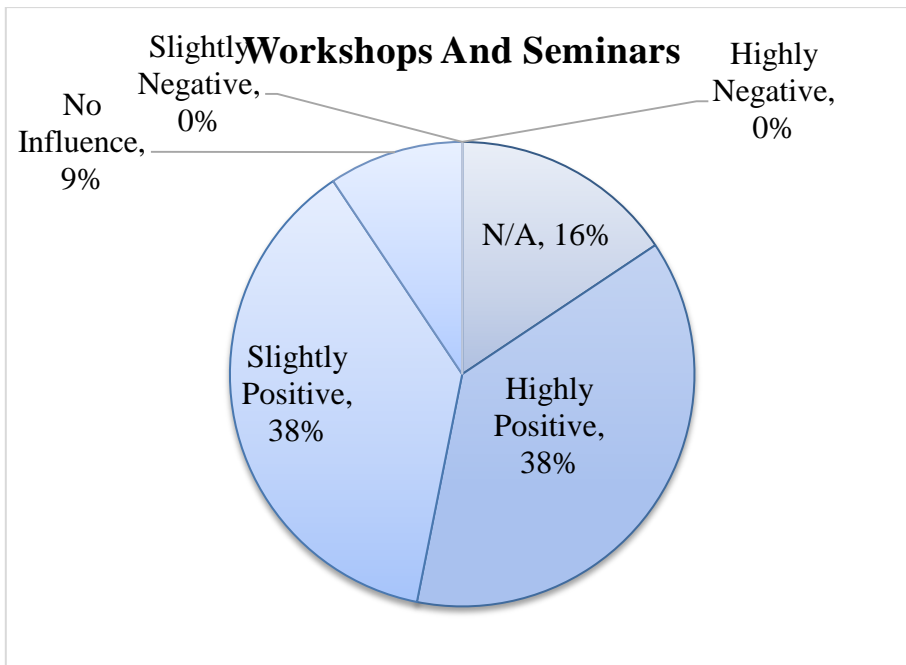 Workshops And Seminars
Slightly
Negative,
0%
Highly
Negative,
0%
No
Influence,
9%
N/A, 16%
Slightly
Positive,
38%
Highly
Positive,
38%